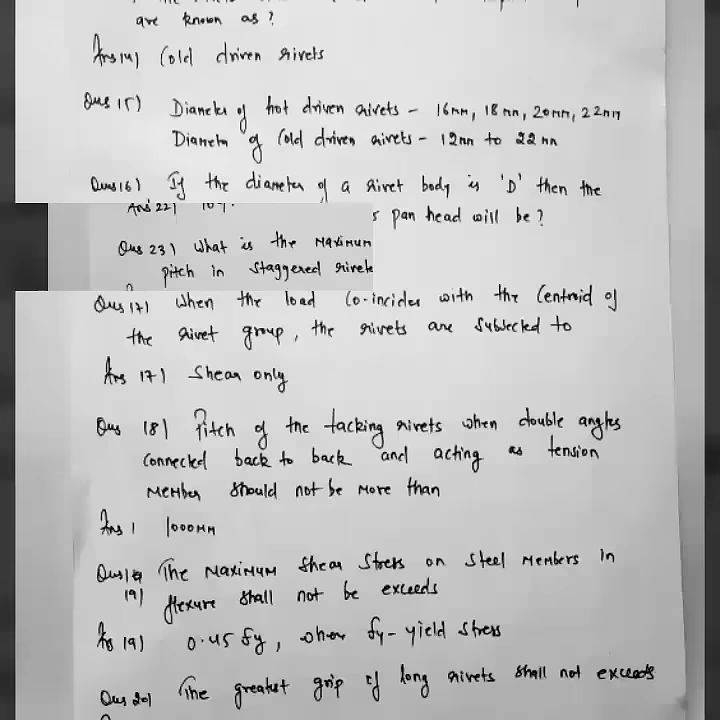 are known as?
Ans 14) Cold driven rivets
Ques 15) Diameter of hot driven rivets - 16mm, 18mm, 20mm, 22mm
Diameter of Cold driven rivets - 12mm to 22mm
Ques 16) If the diameter of a rivet body is 'D' then the
Ans 22)
pan head will be?
Ques 23) What is the Maximum
pitch in staggered
Ques 17) When the load Co-incides with the Centroid of
the rivet group, the rivets are subjected to
Ans 17) Shear only
Ques 18) Pitch of the tacking rivets when double angles
Connected back to back and acting as tension
Member should not be More than
Ans 1 1000MM
Ques 19 The MAXIMUM Shear Stress on Steel Members in
19) flexure shall not be exceeds
Ans 19) 0.45 fy, where fy - yield stress
Ques 20) The greatest grip of long rivets shall not exceeds